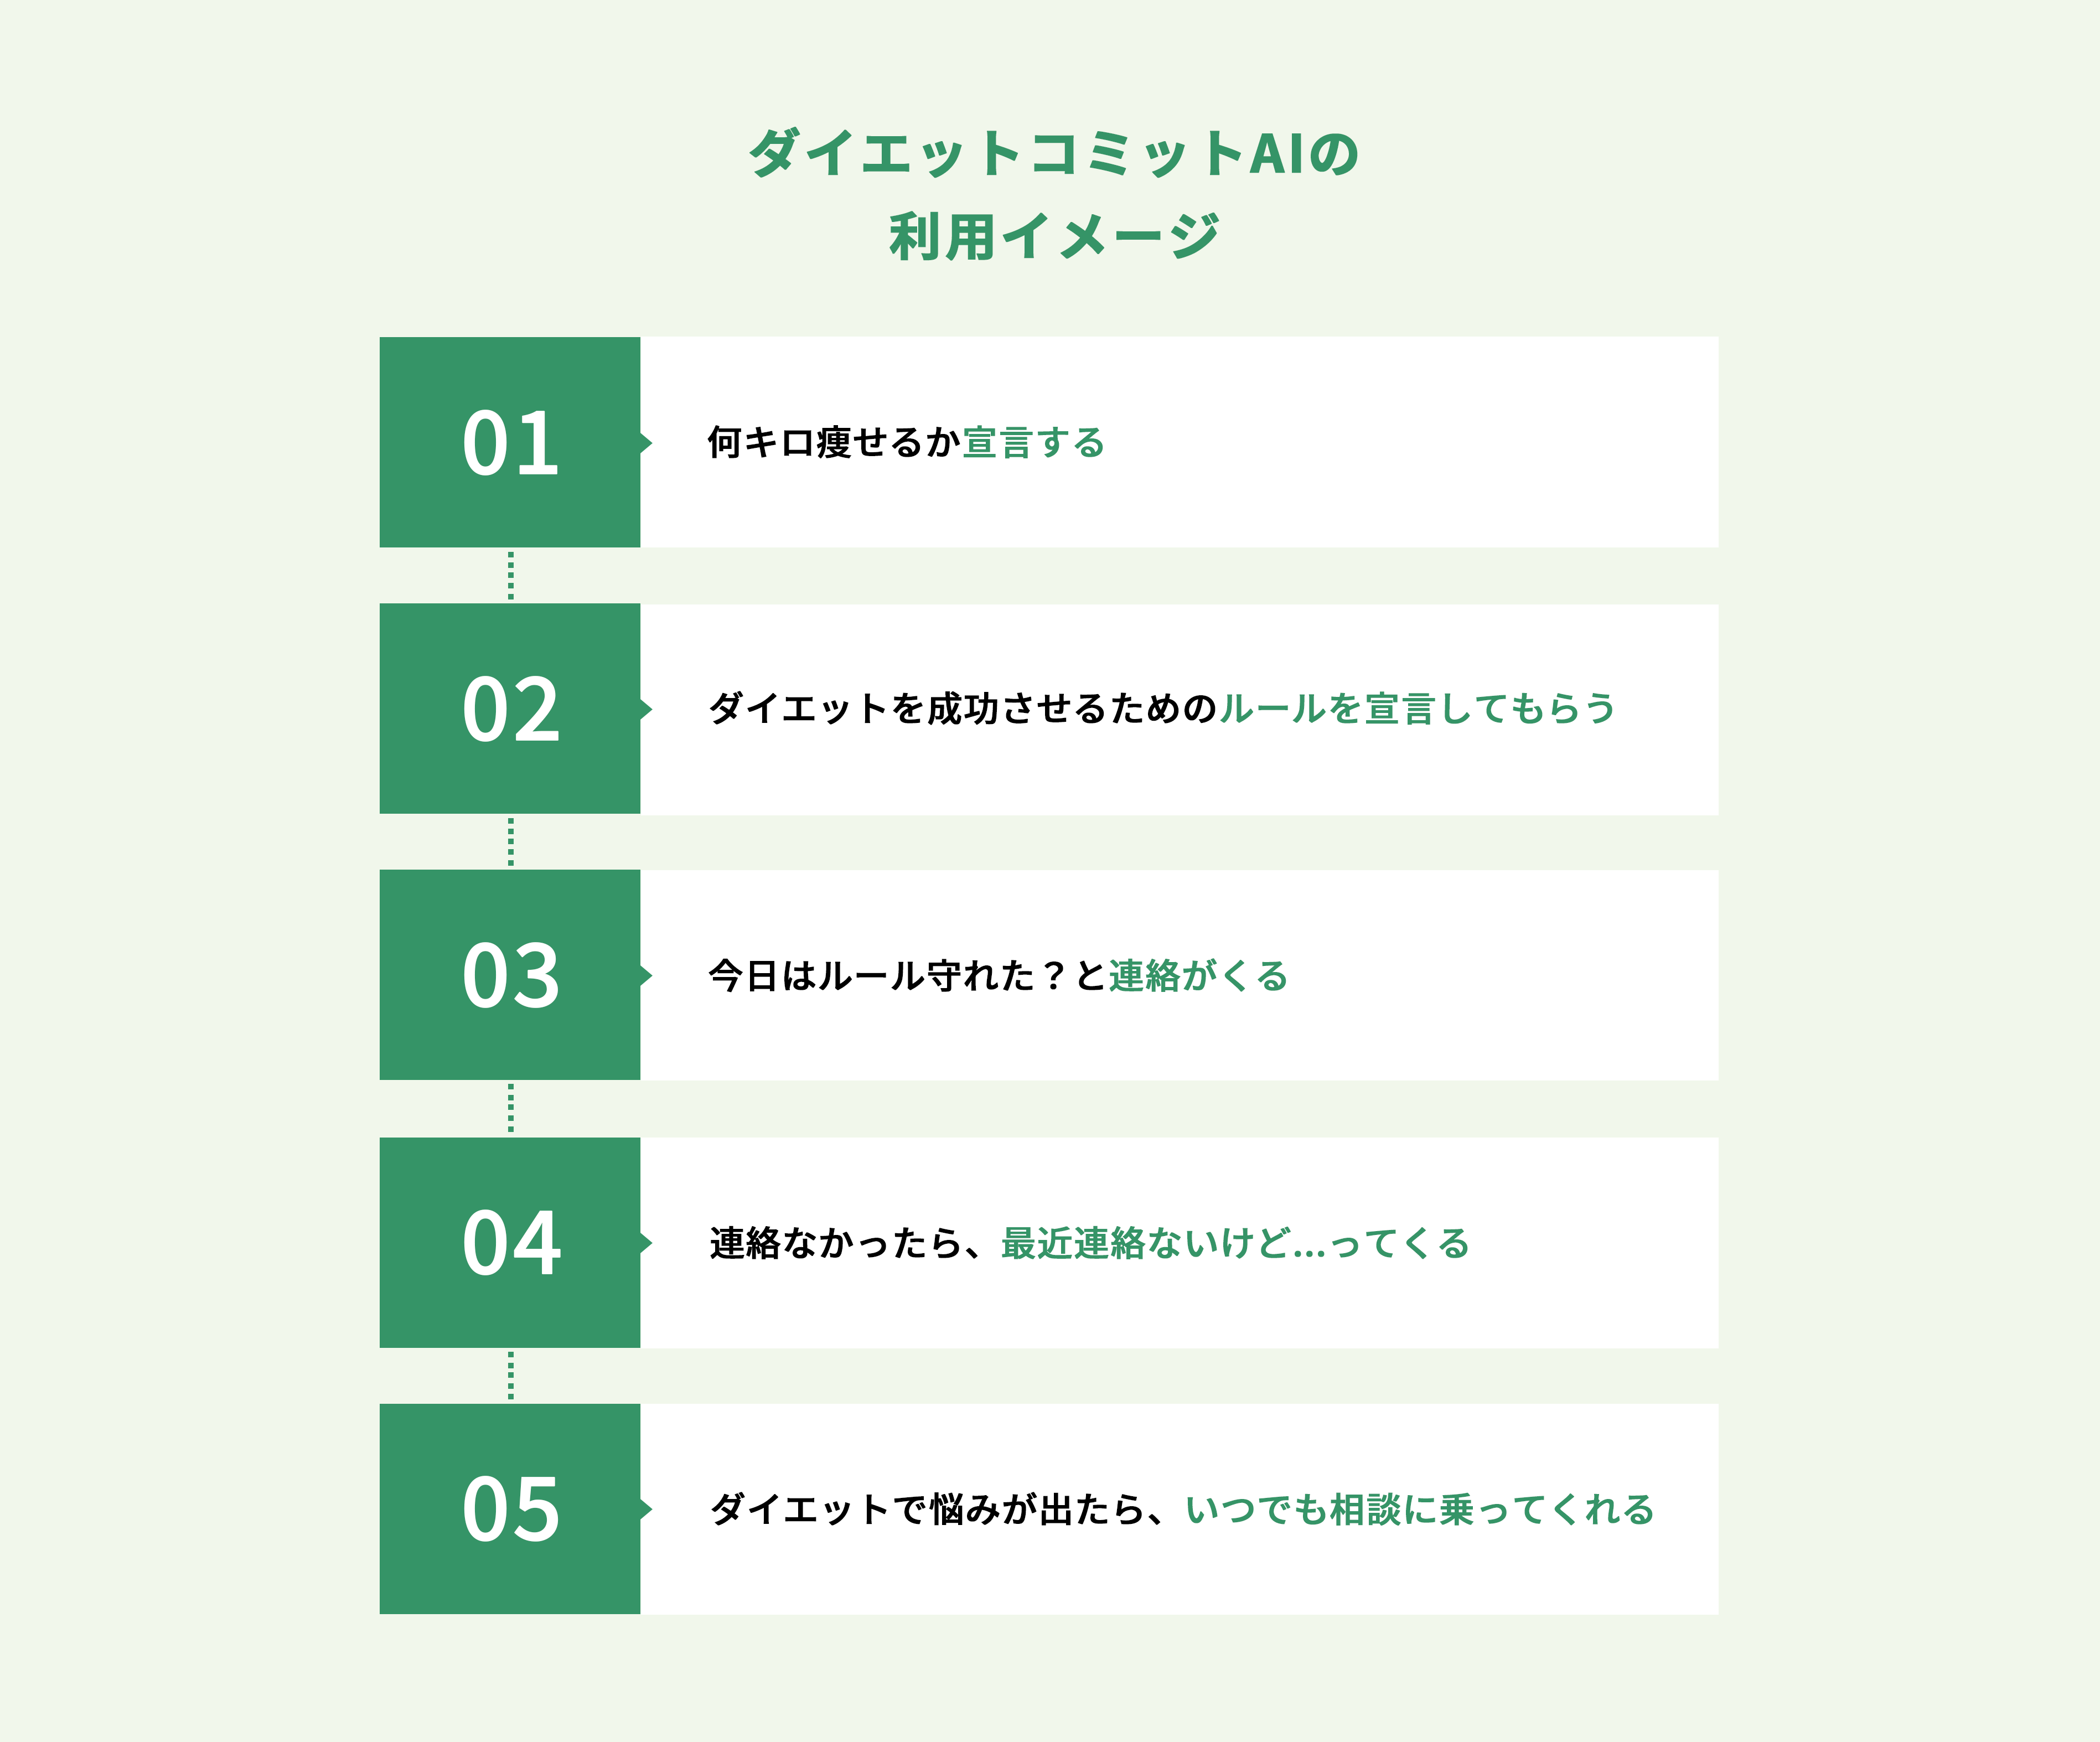 ダイエットコミットAIの
利用イメージ
01
何キロ痩せるか宣言する
02
ダイエットを成功させるためのルールを宣言してもらう
03
今日はルール守れた？と連絡がくる
04
連絡なかったら、最近連絡ないけど...ってくる
05
ダイエットで悩みが出たら、いつでも相談に乗ってくれる